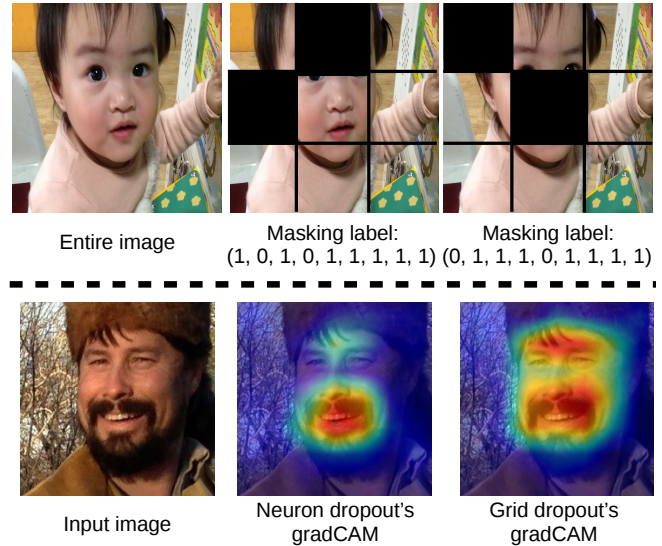 Entire image
Masking label:
(1, 0, 1, 0, 1, 1, 1, 1, 1)
Masking label:
(0, 1, 1, 1, 0, 1, 1, 1, 1)
Input image
Neuron dropout's
gradCAM
Grid dropout's
gradCAM